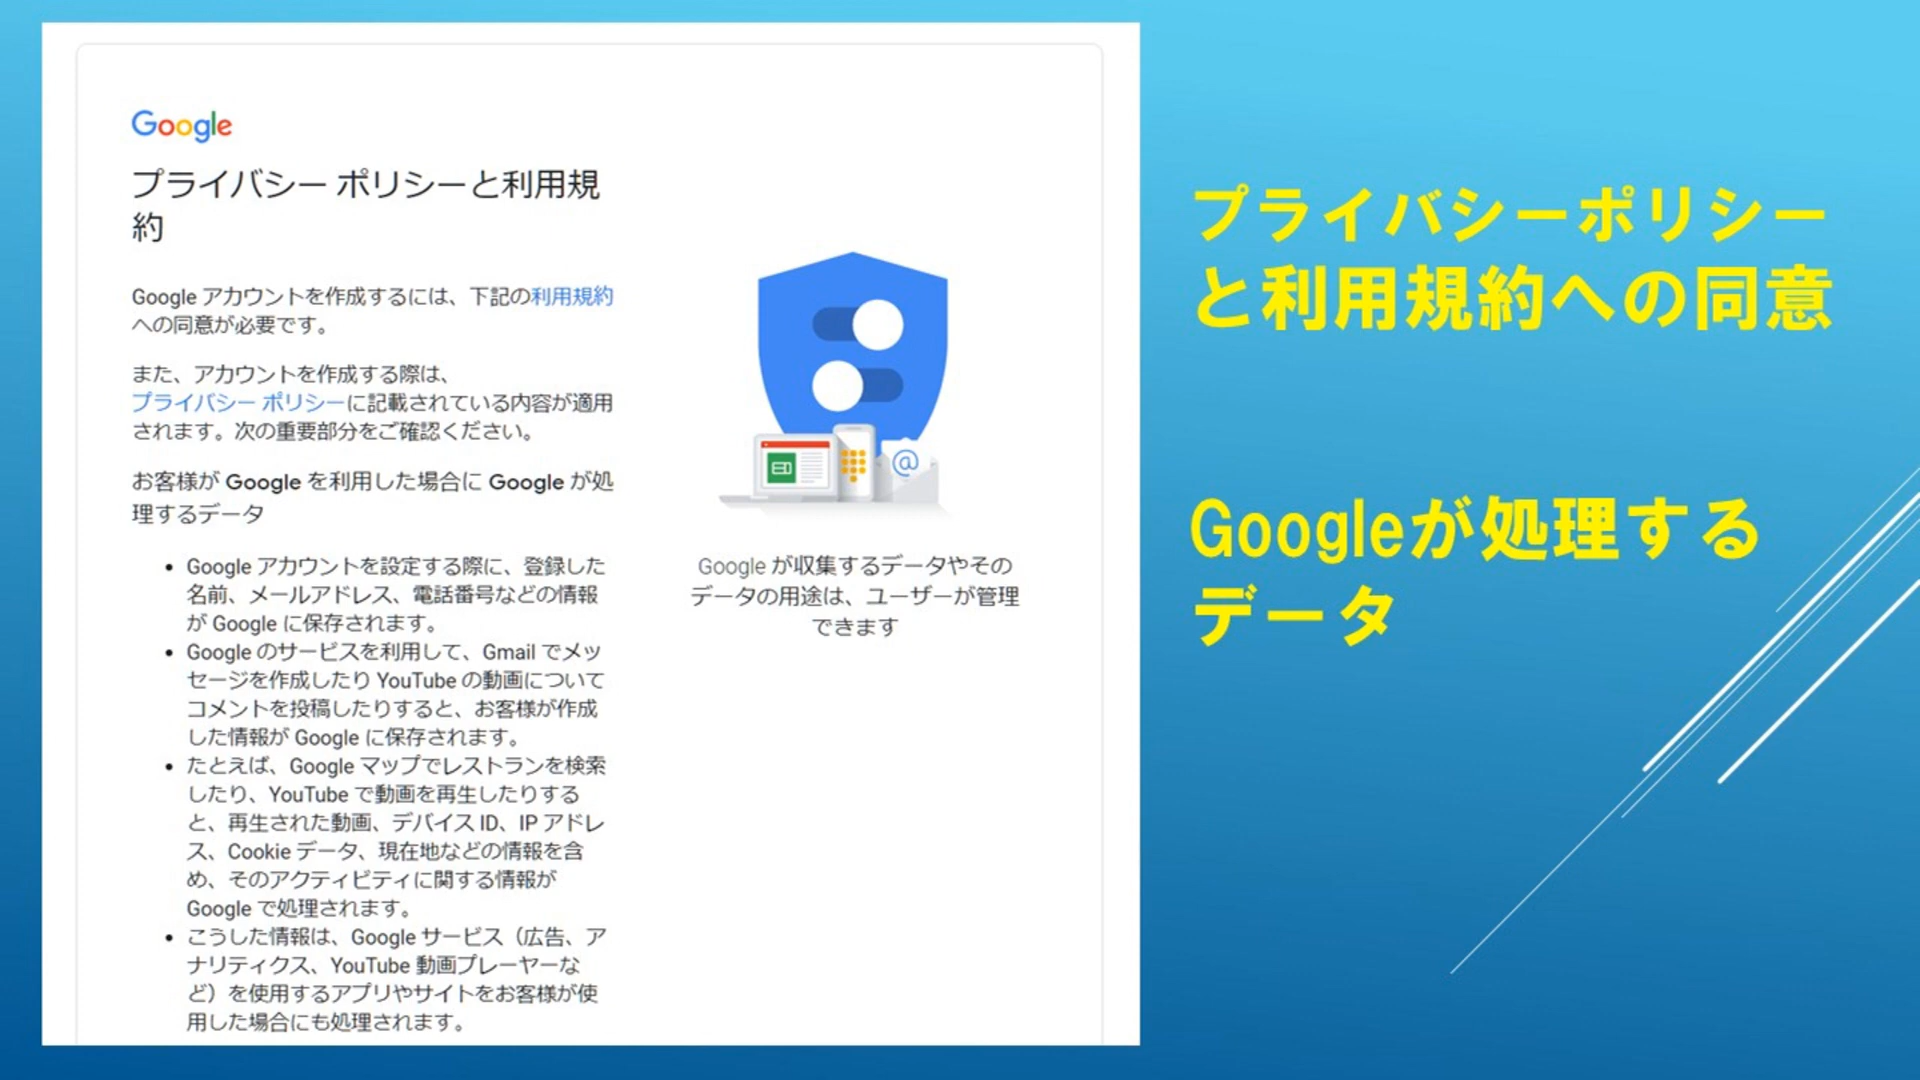 Google
プライバシー ポリシーと利用規
約
Google アカウントを作成するには、下記の利用規約
への同意が必要です。
また、アカウントを作成する際は、
プライバシー ポリシーに記載されている内容が適用
されます。次の重要部分をご確認ください。
お客様が Google を利用した場合に Google が処
理するデータ
• Google アカウントを設定する際に、登録した
名前、メールアドレス、電話番号などの情報
が Google に保存されます。
• Google のサービスを利用して、Gmail でメッ
セージを作成したり YouTube の動画について
コメントを投稿したりすると、お客様が作成
した情報が Google に保存されます。
• たとえば、Google マップでレストランを検索
したり、YouTube で動画を再生したりする
と、再生された動画、デバイス ID、IP アドレ
ス、Cookie データ、現在地などの情報を含
め、そのアクティビティに関する情報が
Google で処理されます。
• こうした情報は、Google サービス（広告、ア
ナリティクス、YouTube 動画プレーヤーな
ど）を使用するアプリやサイトをお客様が使
用した場合にも処理されます。
@
Google が収集するデータやその
データの用途は、ユーザーが管理
できます
プライバシーポリシー
と利用規約への同意
Googleが処理する
データ